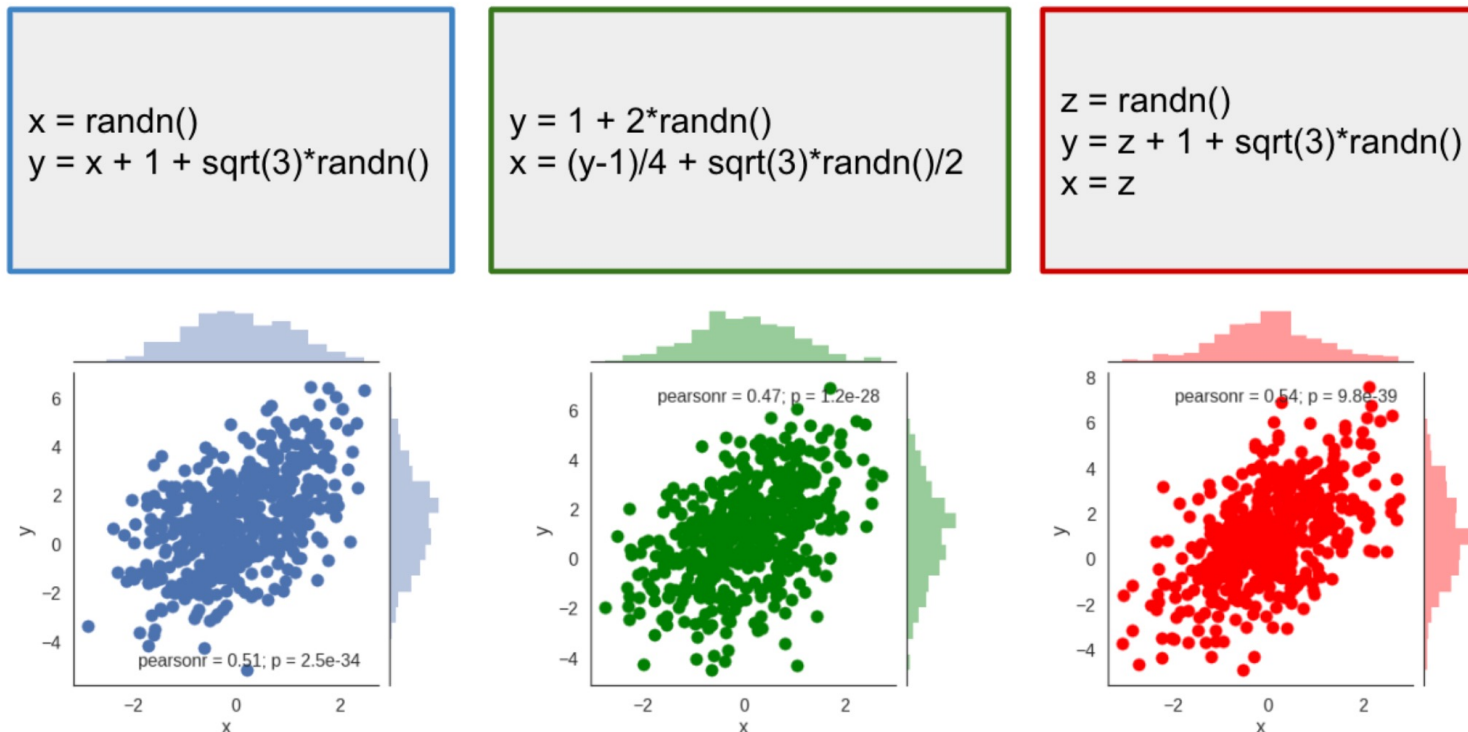 x = randn()
y = x + 1 + sqrt(3)*randn()
y = 1 + 2*randn()
x = (y-1)/4 + sqrt(3)*randn()/2
z = randn()
y = z + 1 + sqrt(3)*randn()
x = z
6
4
2
0
−2
−4
y
pearsonr = 0.51; p = 2.5e-34
−2
0
2
x
pearsonr = 0.47; p = 1.2e-28
6
4
2
0
−2
−4
y
−2
0
2
x
pearsonr = 0.54; p = 9.8e-39
8
6
4
2
0
−2
−4
y
−2
0
2
x